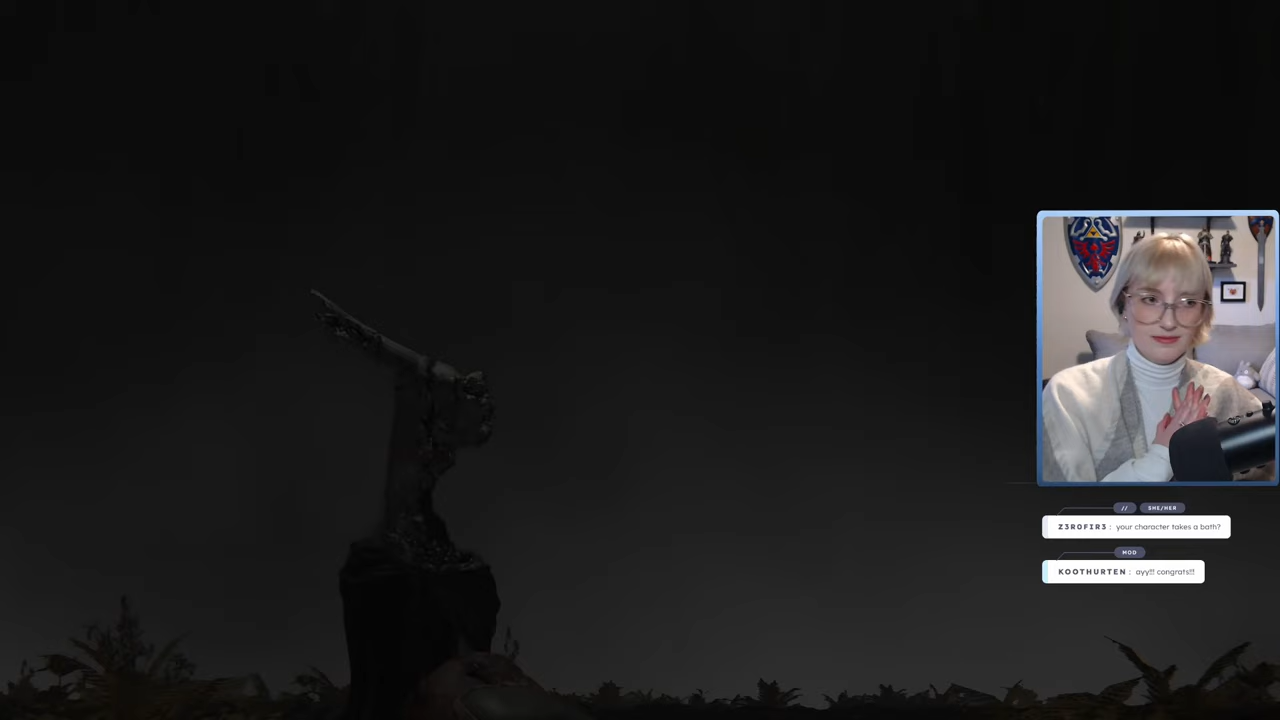 // SHE/HER
Z3R0FIR3 : your character takes a bath?
MOD
KOOTHURTEN : ayy!!! congrats!!!